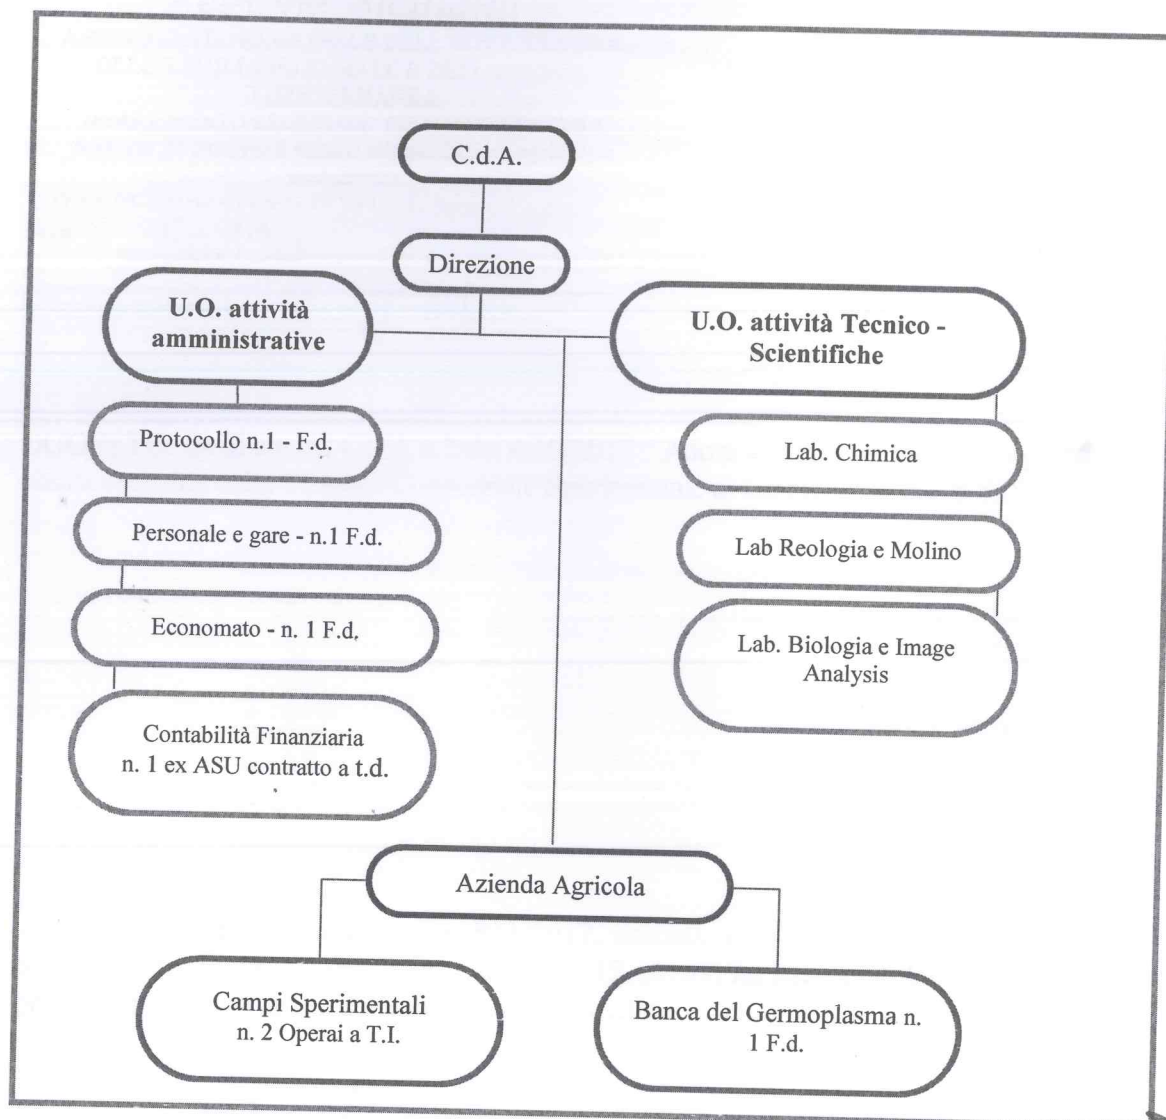 C.d.A.
Direzione
U.O. attività
amministrative
U.O. attività Tecnico -
Scientifiche
Protocollo n.1 - F.d.
Personale e gare - n.1 F.d.
Economato - n. 1 F.d.
Contabilità Finanziaria
n. 1 ex ASU contratto a t.d.
Lab. Chimica
Lab Reologia e Molino
Lab. Biologia e Image
Analysis
Azienda Agricola
Campi Sperimentali
n. 2 Operai a T.I.
Banca del Germoplasma n.
1 F.d.